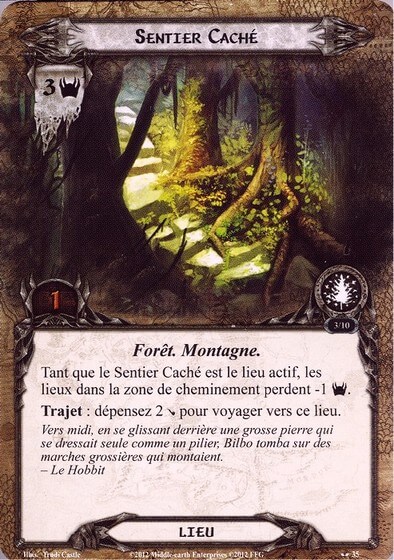 Sentier Caché
3
1
3/10
Forêt. Montagne.
Tant que le Sentier Caché est le lieu actif, les
lieux dans la zone de cheminement perdent -1 .
Trajet : dépensez 2 pour voyager vers ce lieu.
Vers midi, en se glissant derrière une grosse pierre qui
se dressait seule comme un pilier, Bilbo tomba sur des
marches grossières qui montaient.
– Le Hobbit
LIEU
Illus. Trudi Castle
©2012 Middle-earth Enterprises ©2012 FFG
35